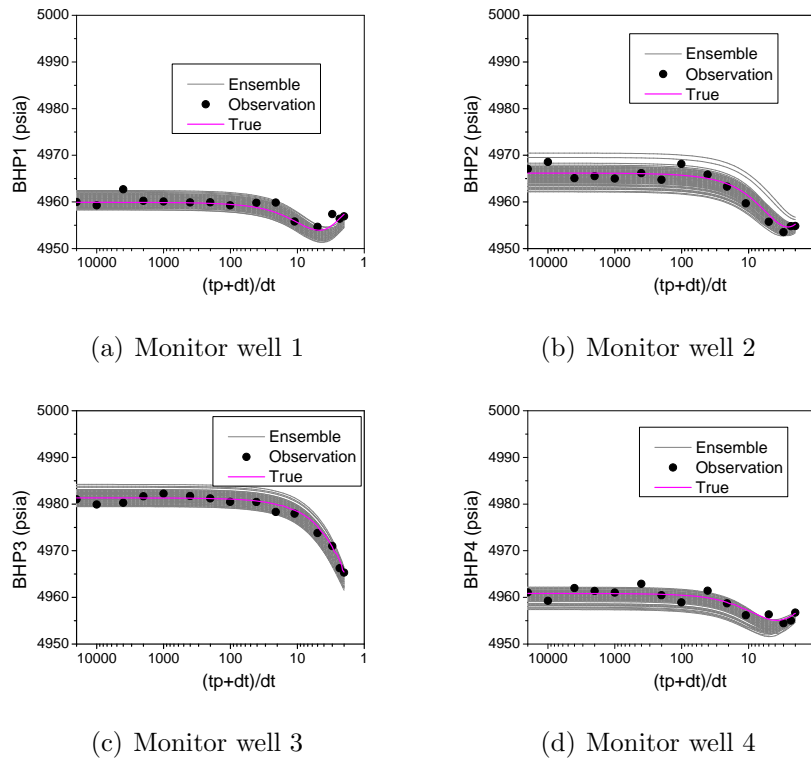 5000
4990
4980
4970
4960
4950
BHP1 (psia)
Ensemble
Observation
True
10000 1000 100 10 1
(tp+dt)/dt
(a) Monitor well 1
5000
4990
4980
4970
4960
4950
BHP2 (psia)
Ensemble
Observation
True
10000 1000 100 10
(tp+dt)/dt
(b) Monitor well 2
5000
4990
4980
4970
4960
4950
BHP3 (psia)
Ensemble
Observation
True
10000 1000 100 10 1
(tp+dt)/dt
(c) Monitor well 3
5000
4990
4980
4970
4960
4950
BHP4 (psia)
Ensemble
Observation
True
10000 1000 100 10
(tp+dt)/dt
(d) Monitor well 4